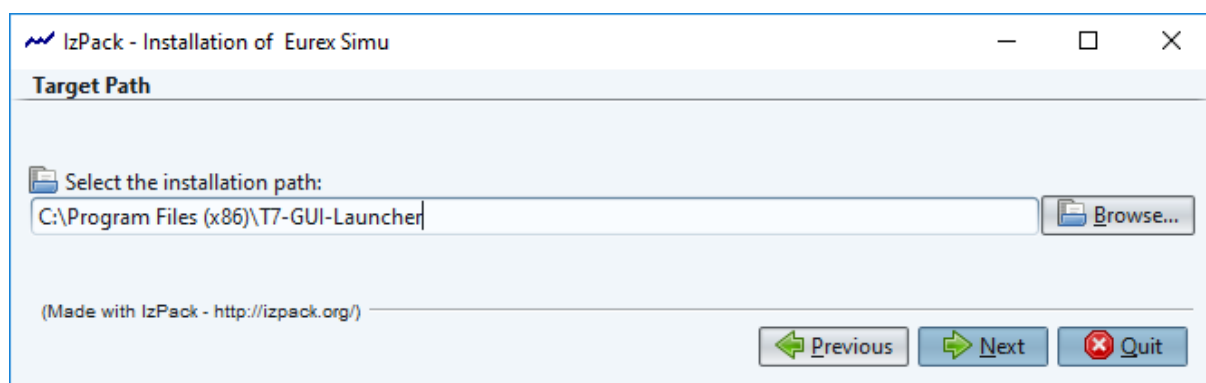 IzPack - Installation of  Eurex Simu
Target Path
Select the installation path:
C:\Program Files (x86)\T7-GUI-Launcher
Browse...
(Made with IzPack - http://izpack.org/)
Previous
Next
Quit